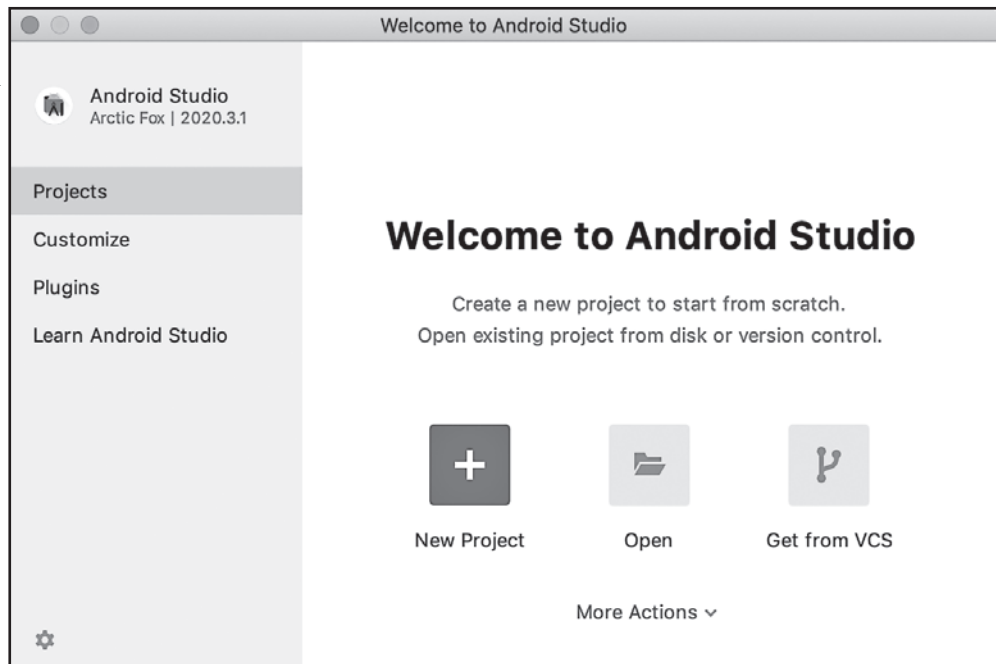 Welcome to Android Studio
Android Studio
Arctic Fox | 2020.3.1
Projects
Customize
Plugins
Learn Android Studio
Welcome to Android Studio
Create a new project to start from scratch.
Open existing project from disk or version control.
New Project
Open
Get from VCS
More Actions